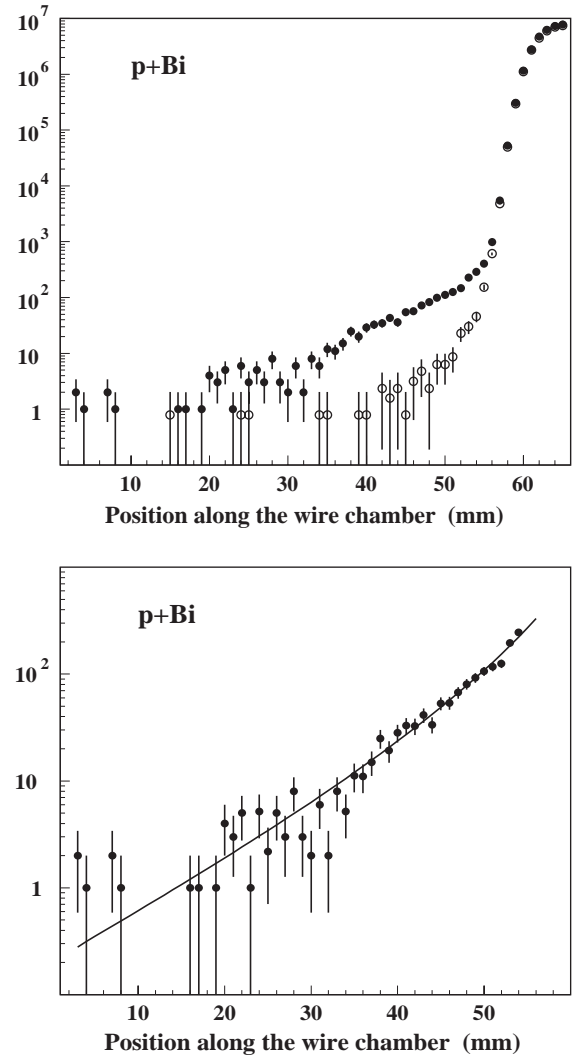 10^7
p+Bi
10^6
10^5
10^4
10^3
10^2
10
1
10 20 30 40 50 60
Position along the wire chamber (mm)
p+Bi
10^2
10
1
10 20 30 40 50
Position along the wire chamber (mm)